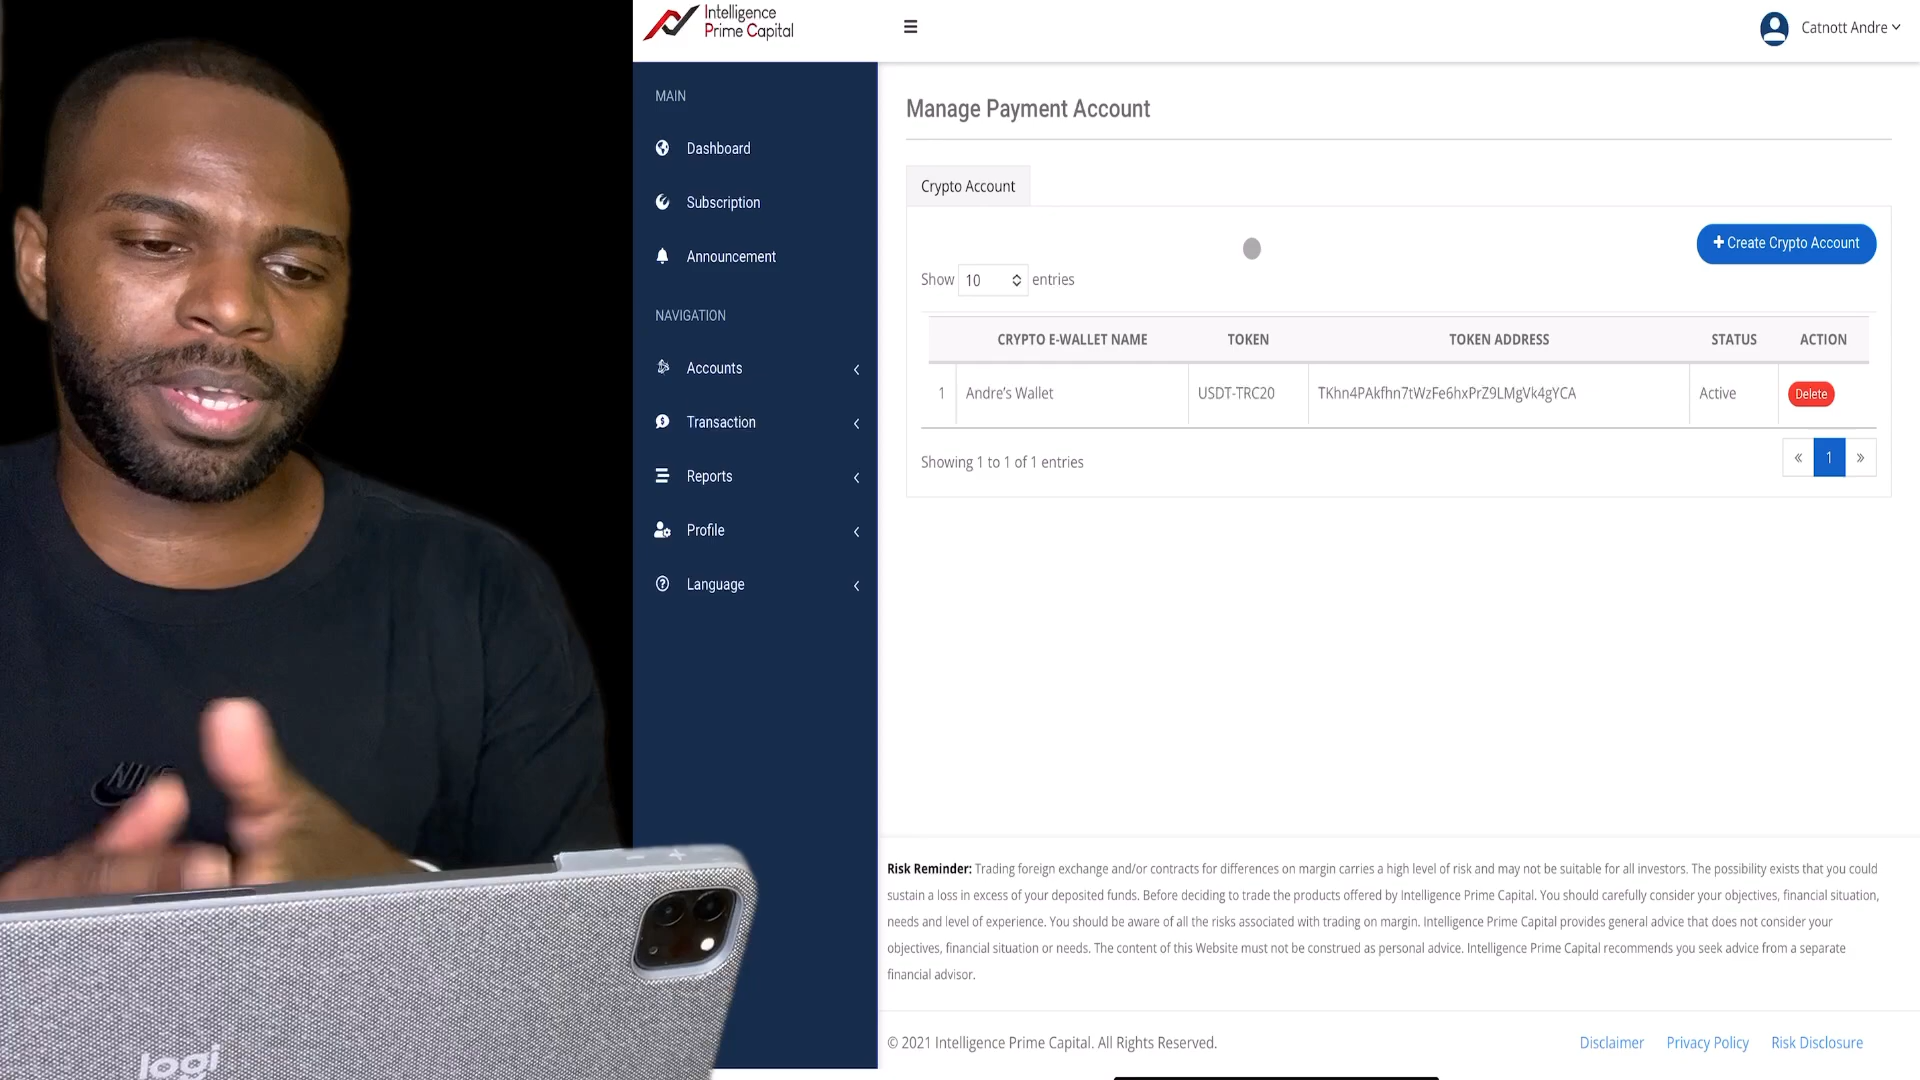 Intelligence
Prime Capital
Catnott Andre
MAIN
Dashboard
Subscription
Announcement
NAVIGATION
Accounts
Transaction
Reports
Profile
Language
Manage Payment Account
Crypto Account
+ Create Crypto Account
Show 10 entries
CRYPTO E-WALLET NAME TOKEN TOKEN ADDRESS STATUS ACTION
1 Andre's Wallet USDT-TRC20 TKhn4PAkfhn7tWzFe6hxPrZ9LMgVk4gYCA Active Delete
Showing 1 to 1 of 1 entries
« 1 »
Risk Reminder: Trading foreign exchange and/or contracts for differences on margin carries a high level of risk and may not be suitable for all investors. The possibility exists that you could
sustain a loss in excess of your deposited funds. Before deciding to trade the products offered by Intelligence Prime Capital. You should carefully consider your objectives, financial situation,
needs and level of experience. You should be aware of all the risks associated with trading on margin. Intelligence Prime Capital provides general advice that does not consider your
objectives, financial situation or needs. The content of this Website must not be construed as personal advice. Intelligence Prime Capital recommends you seek advice from a separate
financial advisor.
© 2021 Intelligence Prime Capital. All Rights Reserved.
Disclaimer Privacy Policy Risk Disclosure
NIKE
logi